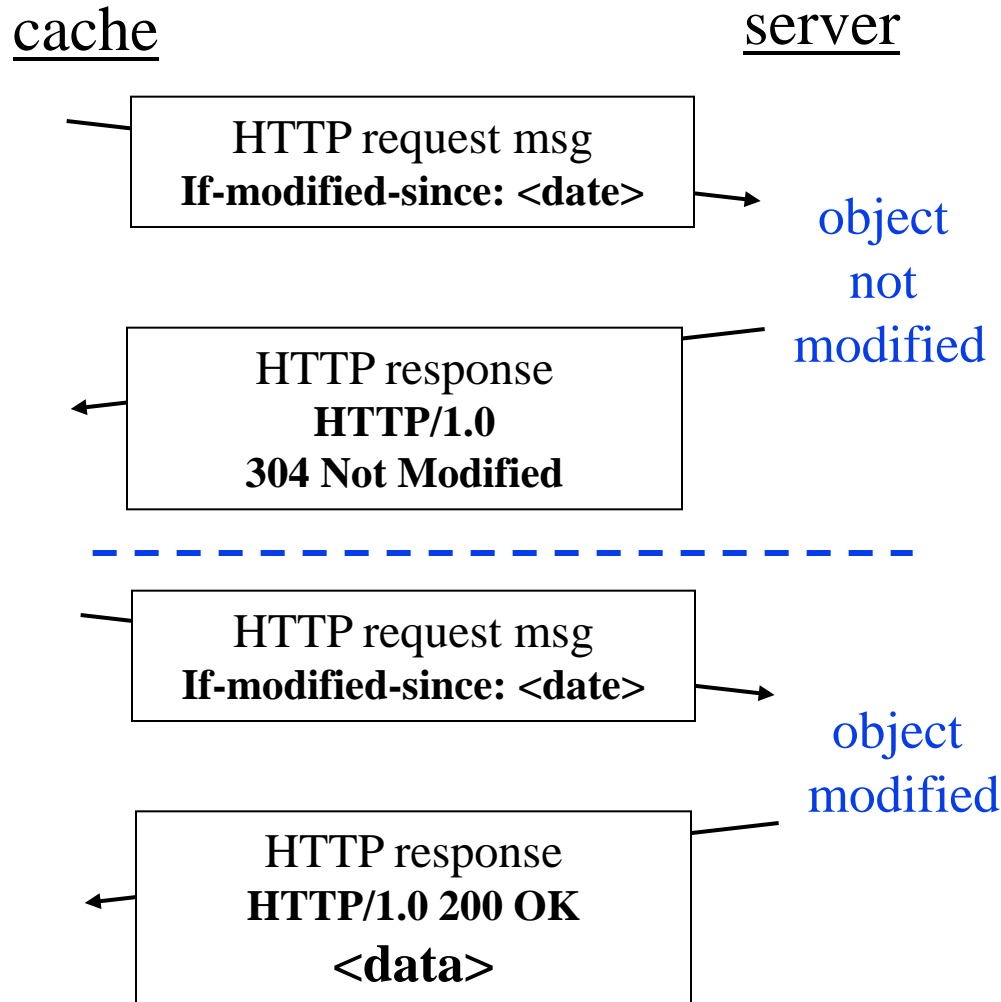 cache
server
HTTP request msg
If-modified-since: <date>
object
not
modified
HTTP response
HTTP/1.0
304 Not Modified
HTTP request msg
If-modified-since: <date>
object
modified
HTTP response
HTTP/1.0 200 OK
<data>